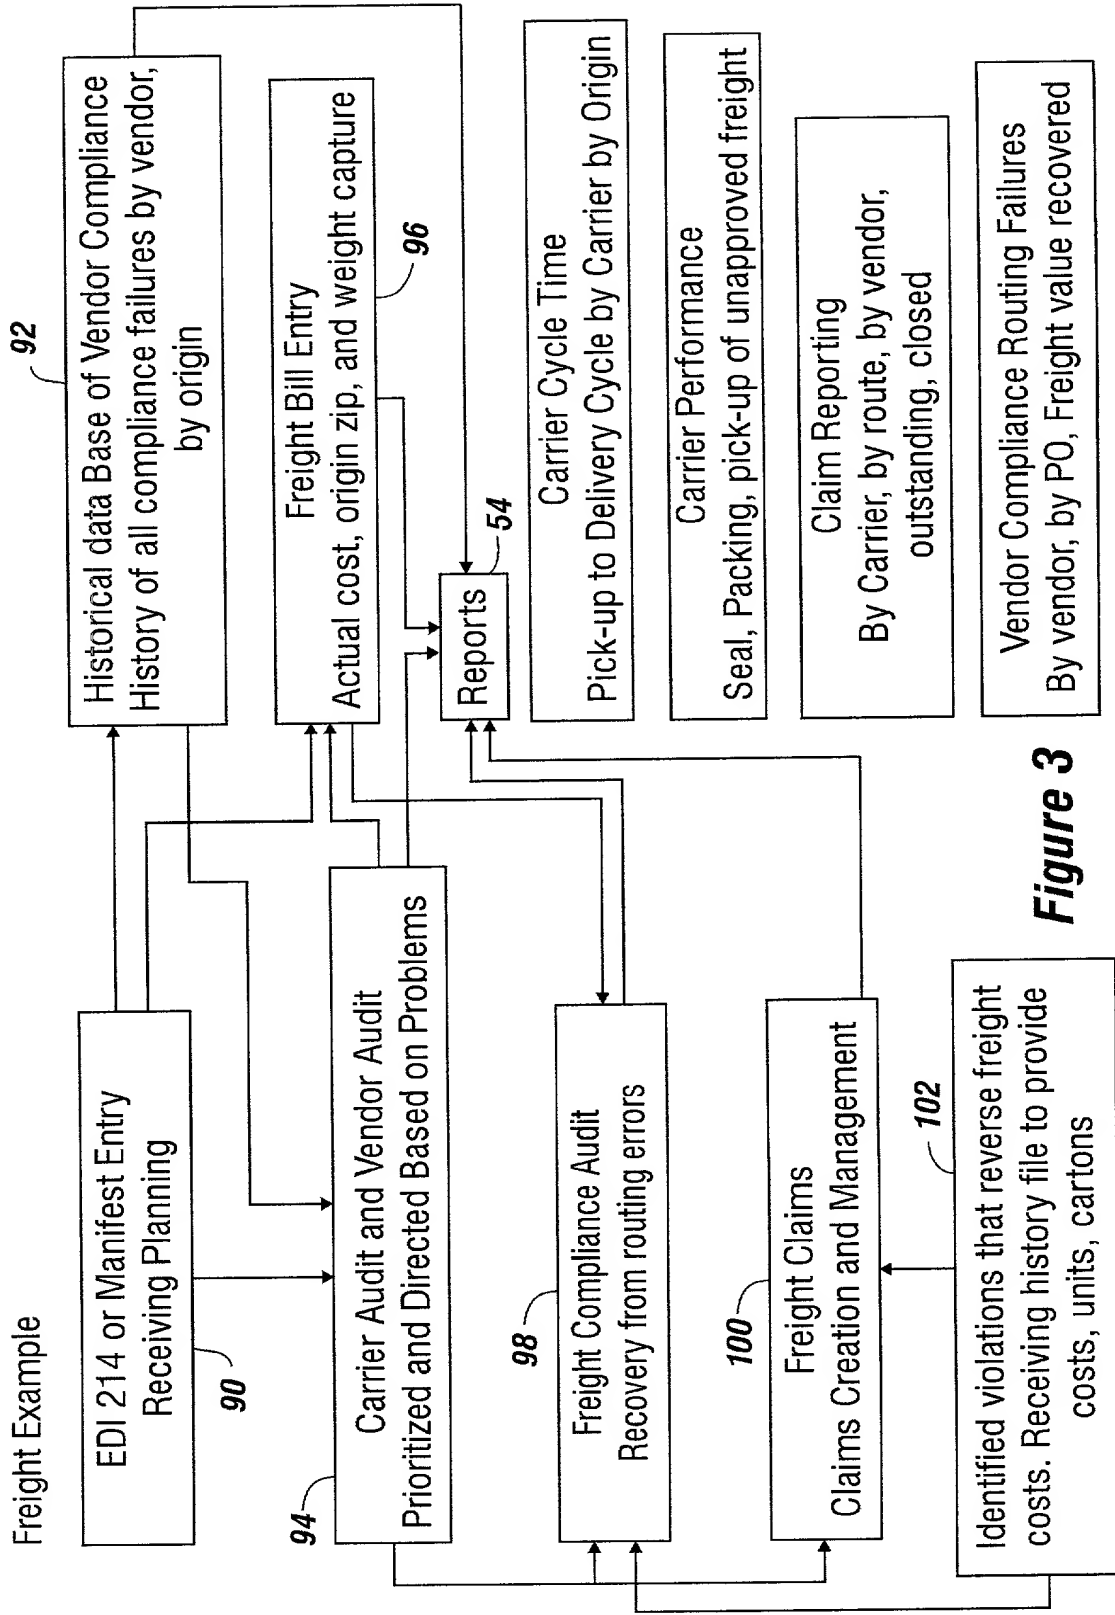 Freight Example
92
EDI 214 or Manifest Entry
Receiving Planning
90
Historical data Base of Vendor Compliance
History of all compliance failures by vendor,
by origin
94
Carrier Audit and Vendor Audit
Prioritized and Directed Based on Problems
Freight Bill Entry
Actual cost, origin zip, and weight capture
96
Reports
54
98
Freight Compliance Audit
Recovery from routing errors
Carrier Cycle Time
Pick-up to Delivery Cycle by Carrier by Origin
Carrier Performance
Seal, Packing, pick-up of unapproved freight
100
Freight Claims
Claims Creation and Management
Claim Reporting
By Carrier, by route, by vendor,
outstanding, closed
102
Identified violations that reverse freight
costs. Receiving history file to provide
costs, units, cartons
Vendor Compliance Routing Failures
By vendor, by PO, Freight value recovered
Figure 3